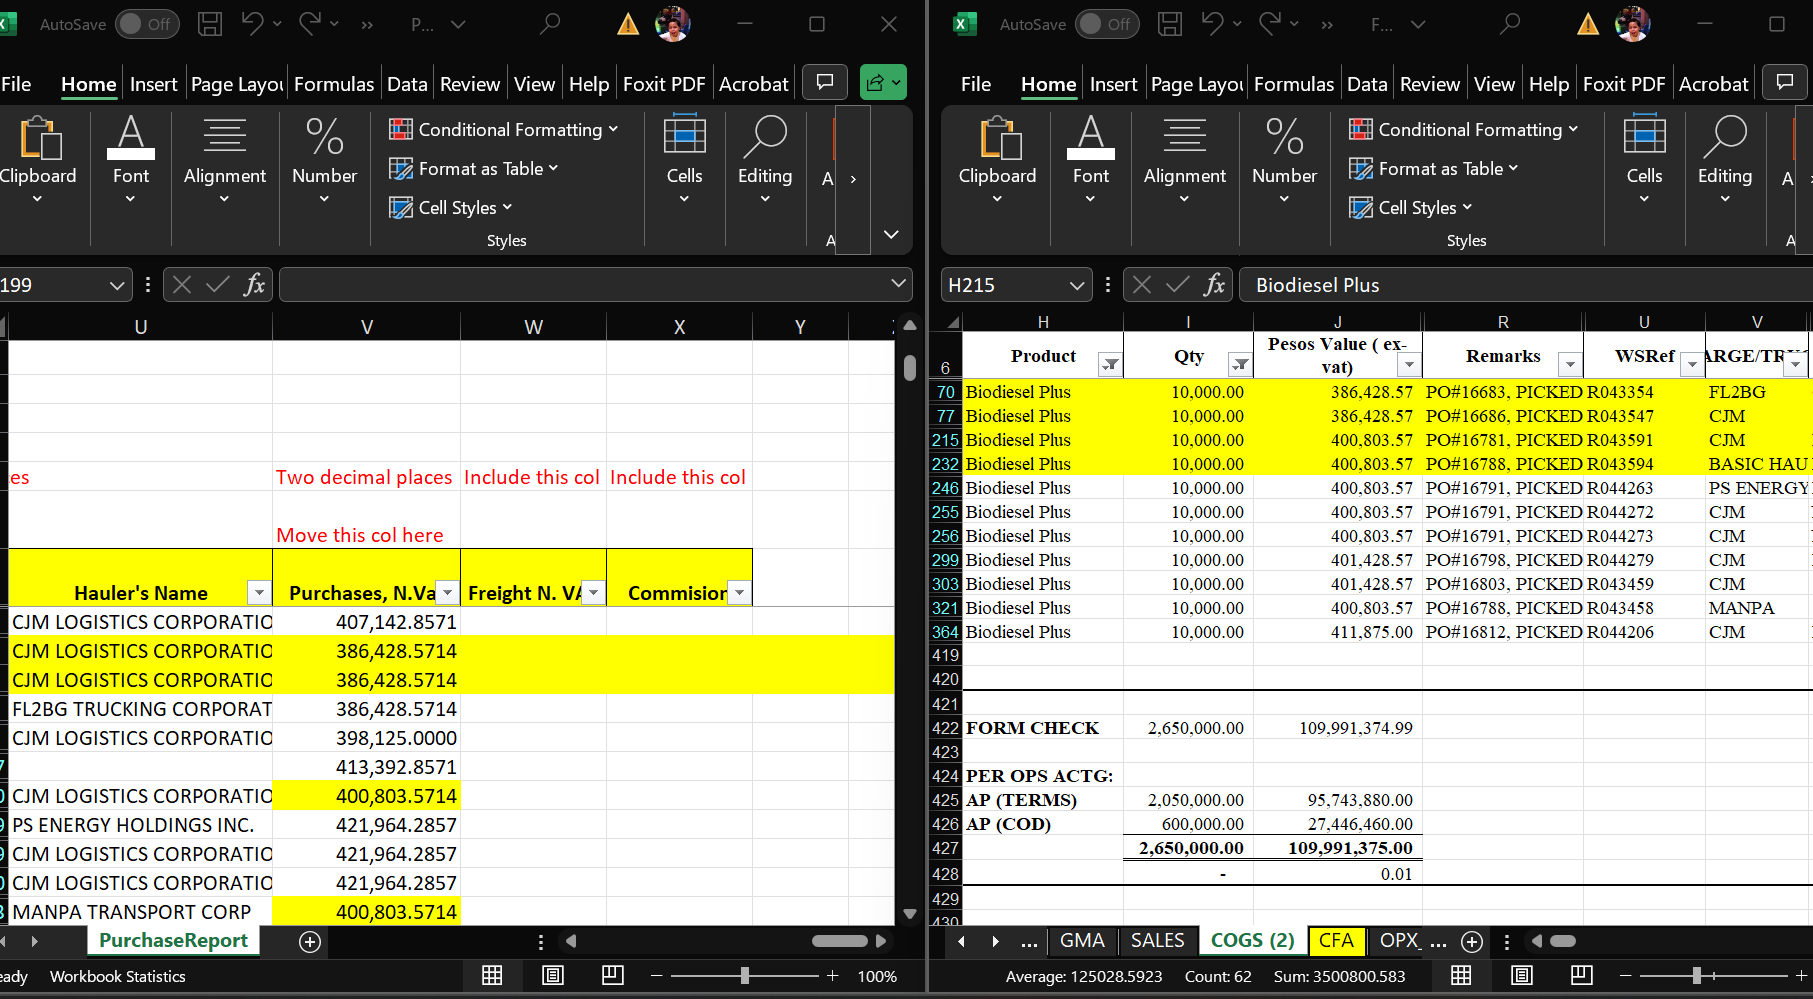 AutoSave Off P...
File Home Insert Page Layou Formulas Data Review View Help Foxit PDF Acrobat
Clipboard Font Alignment Number Conditional Formatting Format as Table Cell Styles Styles Cells Editing A
A
199 fx
U V W X Y
es Two decimal places Include this col Include this col
Move this col here
Hauler's Name Purchases, N.Va Freight N. VA Commision
CJM LOGISTICS CORPORATIO 407,142.8571
CJM LOGISTICS CORPORATIO 386,428.5714
CJM LOGISTICS CORPORATIO 386,428.5714
FL2BG TRUCKING CORPORAT 386,428.5714
CJM LOGISTICS CORPORATIO 398,125.0000
7 413,392.8571
0 CJM LOGISTICS CORPORATIO 400,803.5714
9 PS ENERGY HOLDINGS INC. 421,964.2857
9 CJM LOGISTICS CORPORATIO 421,964.2857
0 CJM LOGISTICS CORPORATIO 421,964.2857
8 MANPA TRANSPORT CORP 400,803.5714
PurchaseReport
eady Workbook Statistics 100%
AutoSave Off F...
File Home Insert Page Layou Formulas Data Review View Help Foxit PDF Acrobat
Clipboard Font Alignment Number Conditional Formatting Format as Table Cell Styles Styles Cells Editing A
A
H215 fx Biodiesel Plus
H I J R U V
6 Product Qty Pesos Value ( ex-vat) Remarks WSRef ARGE/TRUC
70 Biodiesel Plus 10,000.00 386,428.57 PO#16683, PICKED R043354 FL2BG
77 Biodiesel Plus 10,000.00 386,428.57 PO#16686, PICKED R043547 CJM
215 Biodiesel Plus 10,000.00 400,803.57 PO#16781, PICKED R043591 CJM
232 Biodiesel Plus 10,000.00 400,803.57 PO#16788, PICKED R043594 BASIC HAU
246 Biodiesel Plus 10,000.00 400,803.57 PO#16791, PICKED R044263 PS ENERGY
255 Biodiesel Plus 10,000.00 400,803.57 PO#16791, PICKED R044272 CJM
256 Biodiesel Plus 10,000.00 400,803.57 PO#16791, PICKED R044273 CJM
299 Biodiesel Plus 10,000.00 401,428.57 PO#16798, PICKED R044279 CJM
303 Biodiesel Plus 10,000.00 401,428.57 PO#16803, PICKED R043459 CJM
321 Biodiesel Plus 10,000.00 400,803.57 PO#16788, PICKED R043458 MANPA
364 Biodiesel Plus 10,000.00 411,875.00 PO#16812, PICKED R044206 CJM
419
420
421
422 FORM CHECK 2,650,000.00 109,991,374.99
423
424 PER OPS ACTG:
425 AP (TERMS) 2,050,000.00 95,743,880.00
426 AP (COD) 600,000.00 27,446,460.00
427 2,650,000.00 109,991,375.00
428 - 0.01
429
430
... GMA SALES COGS (2) CFA OPX_ ...
Average: 125028.5923 Count: 62 Sum: 3500800.583